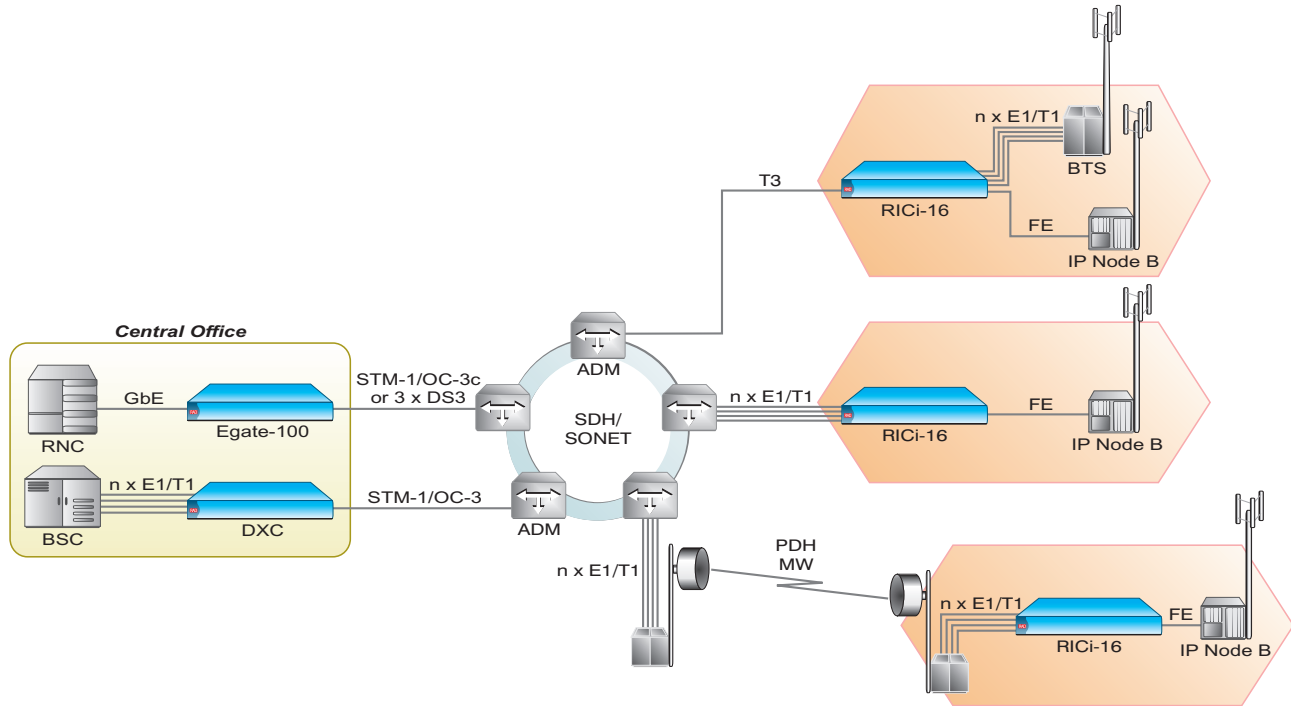 n x E1/T1
BTS
T3
RICi-16
FE
IP Node B
Central Office
ADM
STM-1/OC-3c
or 3 x DS3
GbE
n x E1/T1
SDH/
SONET
FE
RNC
Egate-100
RICi-16
IP Node B
n x E1/T1
STM-1/OC-3
BSC
DXC
ADM
n x E1/T1
PDH
MW
n x E1/T1
FE
RICi-16
IP Node B